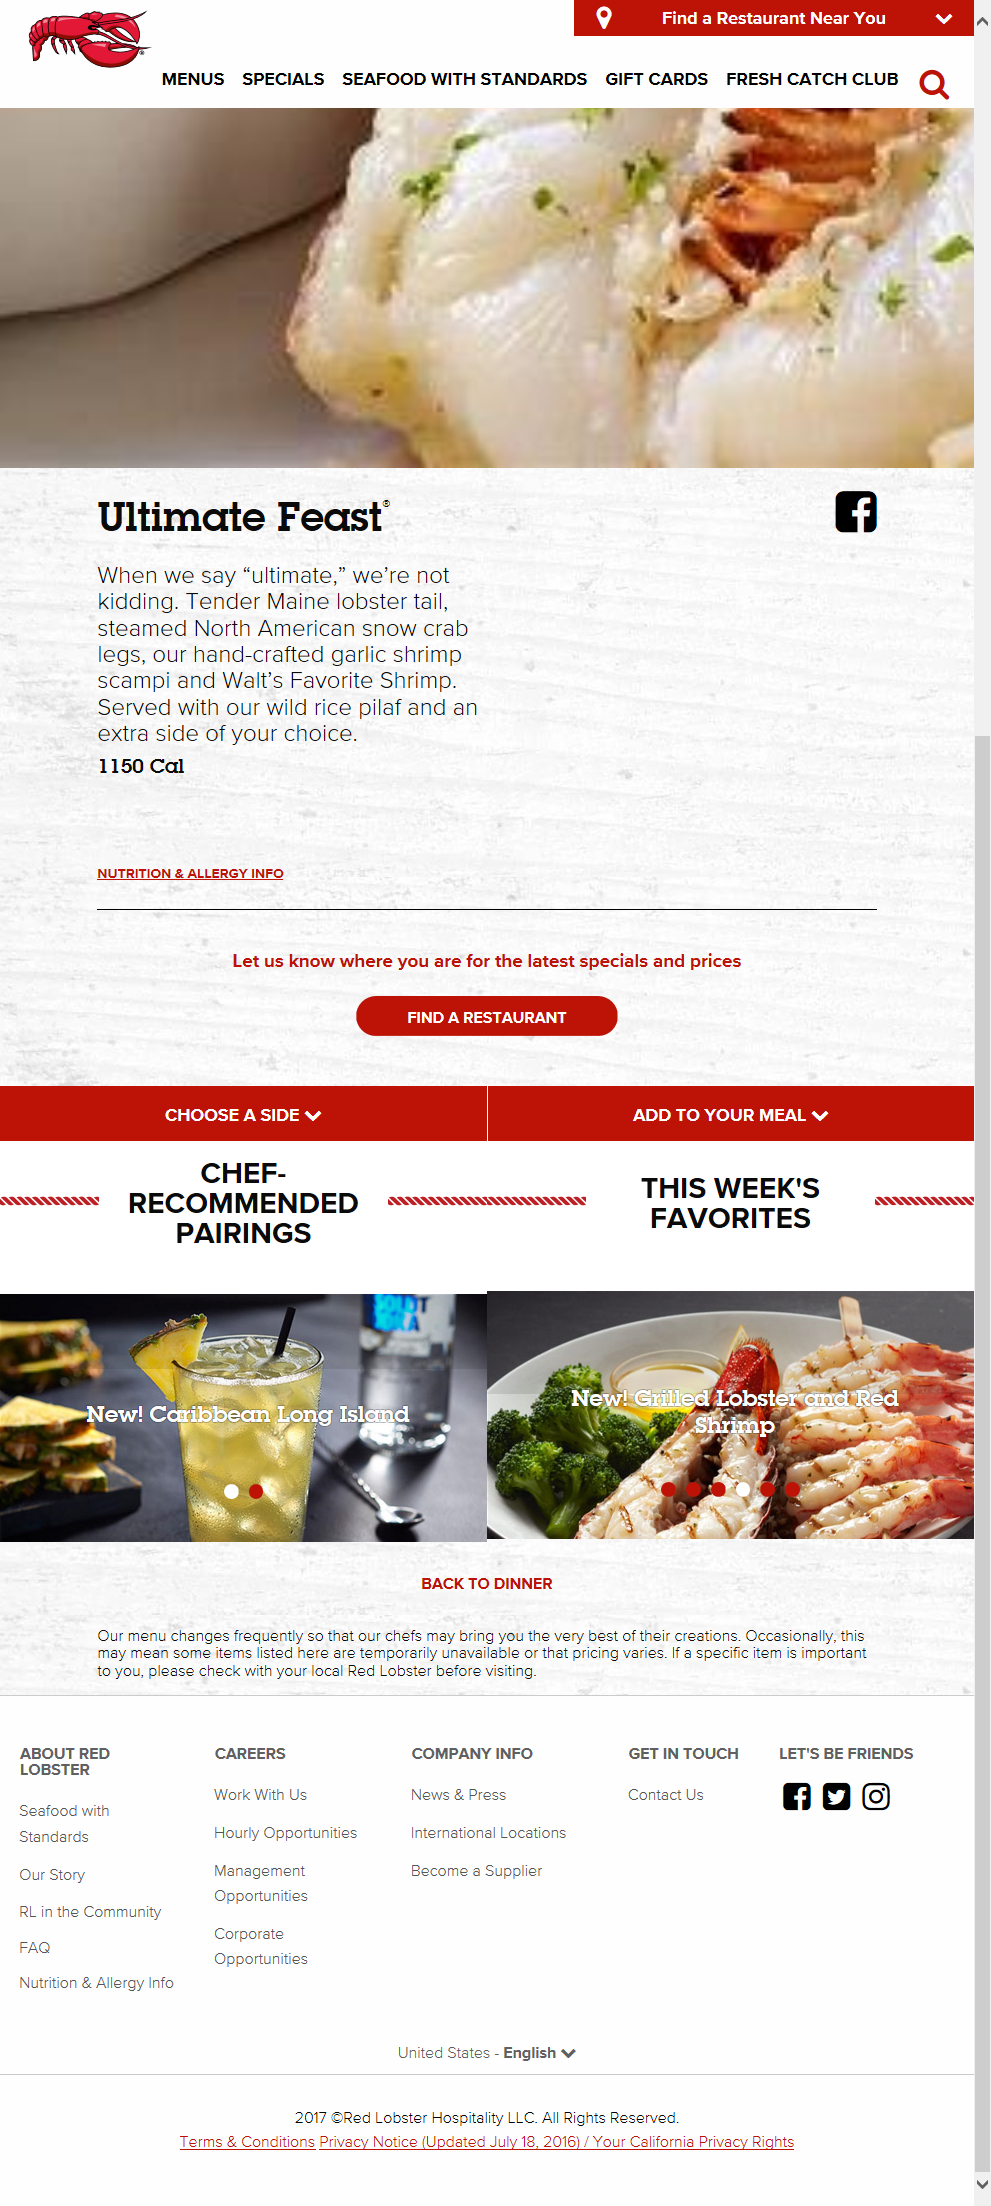 Find a Restaurant Near You
MENUS SPECIALS SEAFOOD WITH STANDARDS GIFT CARDS FRESH CATCH CLUB
Ultimate Feast®
When we say “ultimate,” we’re not
kidding. Tender Maine lobster tail,
steamed North American snow crab
legs, our hand-crafted garlic shrimp
scampi and Walt’s Favorite Shrimp.
Served with our wild rice pilaf and an
extra side of your choice.
1150 Cal
NUTRITION & ALLERGY INFO
Let us know where you are for the latest specials and prices
FIND A RESTAURANT
CHOOSE A SIDE
ADD TO YOUR MEAL
CHEF-
RECOMMENDED
PAIRINGS
THIS WEEK'S
FAVORITES
New! Caribbean Long Island
New! Grilled Lobster and Red
Shrimp
BACK TO DINNER
Our menu changes frequently so that our chefs may bring you the very best of their creations. Occasionally, this
may mean some items listed here are temporarily unavailable or that pricing varies. If a specific item is important
to you, please check with your local Red Lobster before visiting.
ABOUT RED
LOBSTER
Seafood with
Standards
Our Story
RL in the Community
FAQ
Nutrition & Allergy Info
CAREERS
Work With Us
Hourly Opportunities
Management
Opportunities
Corporate
Opportunities
COMPANY INFO
News & Press
International Locations
Become a Supplier
GET IN TOUCH
Contact Us
LET'S BE FRIENDS
United States - English
2017 ©Red Lobster Hospitality LLC. All Rights Reserved.
Terms & Conditions Privacy Notice (Updated July 18, 2016) / Your California Privacy Rights